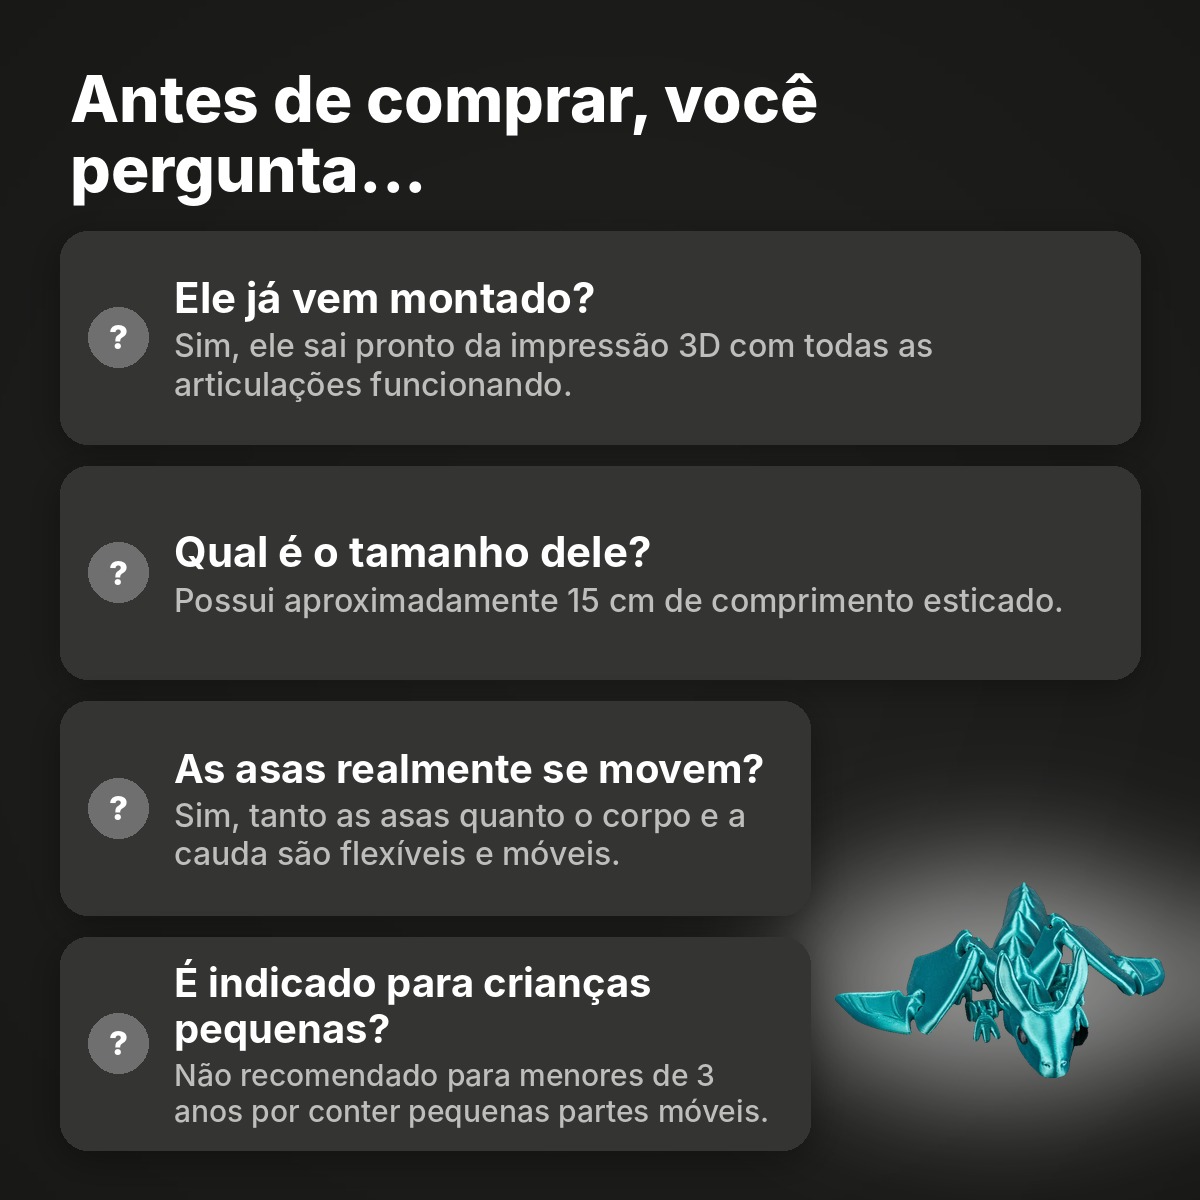 Antes de comprar, você
pergunta...
?
Ele já vem montado?
Sim, ele sai pronto da impressão 3D com todas as
articulações funcionando.
?
Qual é o tamanho dele?
Possui aproximadamente 15 cm de comprimento esticado.
?
As asas realmente se movem?
Sim, tanto as asas quanto o corpo e a
cauda são flexíveis e móveis.
?
É indicado para crianças
pequenas?
Não recomendado para menores de 3
anos por conter pequenas partes móveis.